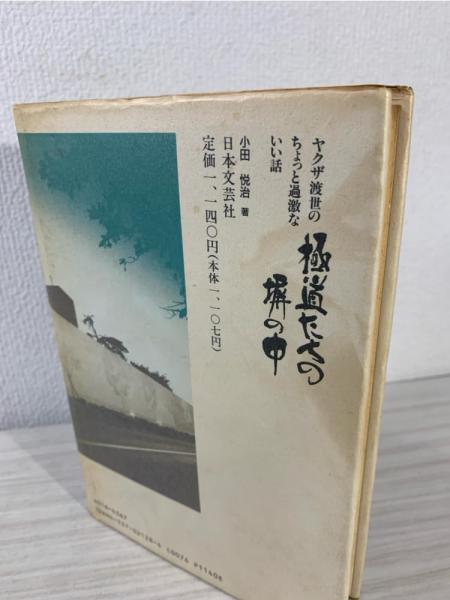 ヤクザ渡世の
ちょっと過激な
いい話
極道たちの
塀の中
小田 悦治 著
日本文芸社
定価一、一四〇円(本体一、一〇七円)
C0076 P1140E